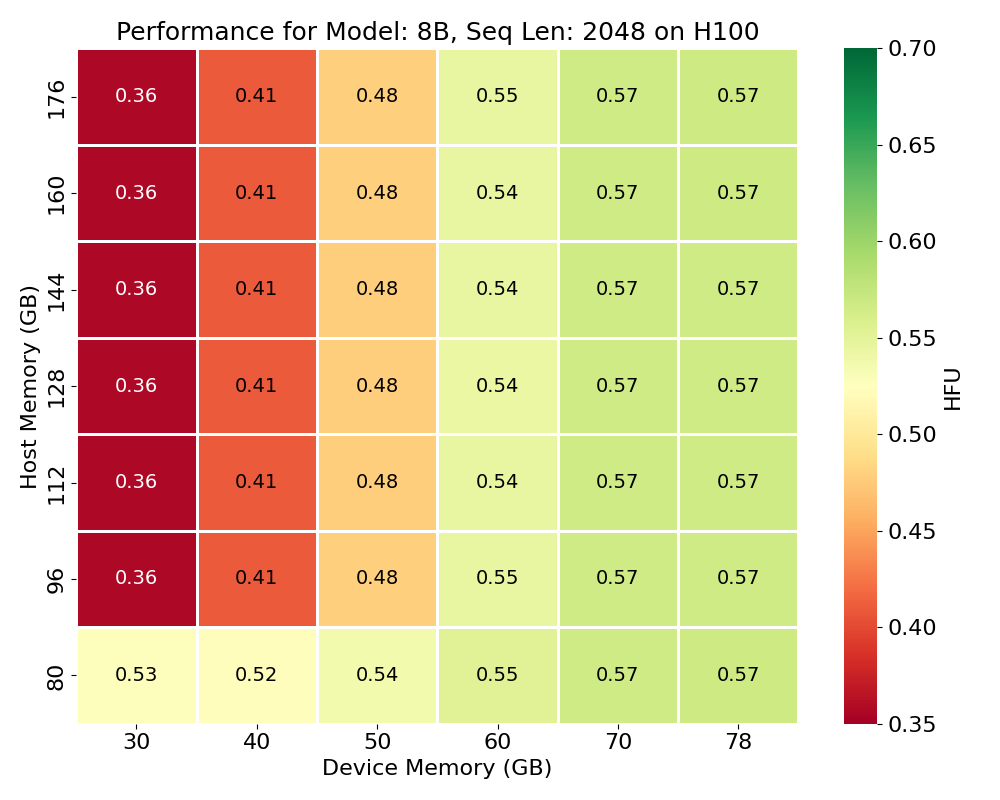 Performance for Model: 8B, Seq Len: 2048 on H100
Host Memory (GB)
176 0.36 0.41 0.48 0.55 0.57 0.57
160 0.36 0.41 0.48 0.54 0.57 0.57
144 0.36 0.41 0.48 0.54 0.57 0.57
128 0.36 0.41 0.48 0.54 0.57 0.57
112 0.36 0.41 0.48 0.54 0.57 0.57
96 0.36 0.41 0.48 0.55 0.57 0.57
80 0.53 0.52 0.54 0.55 0.57 0.57
30 40 50 60 70 78
Device Memory (GB)
0.70
0.65
0.60
0.55
0.50
0.45
0.40
0.35
HFU